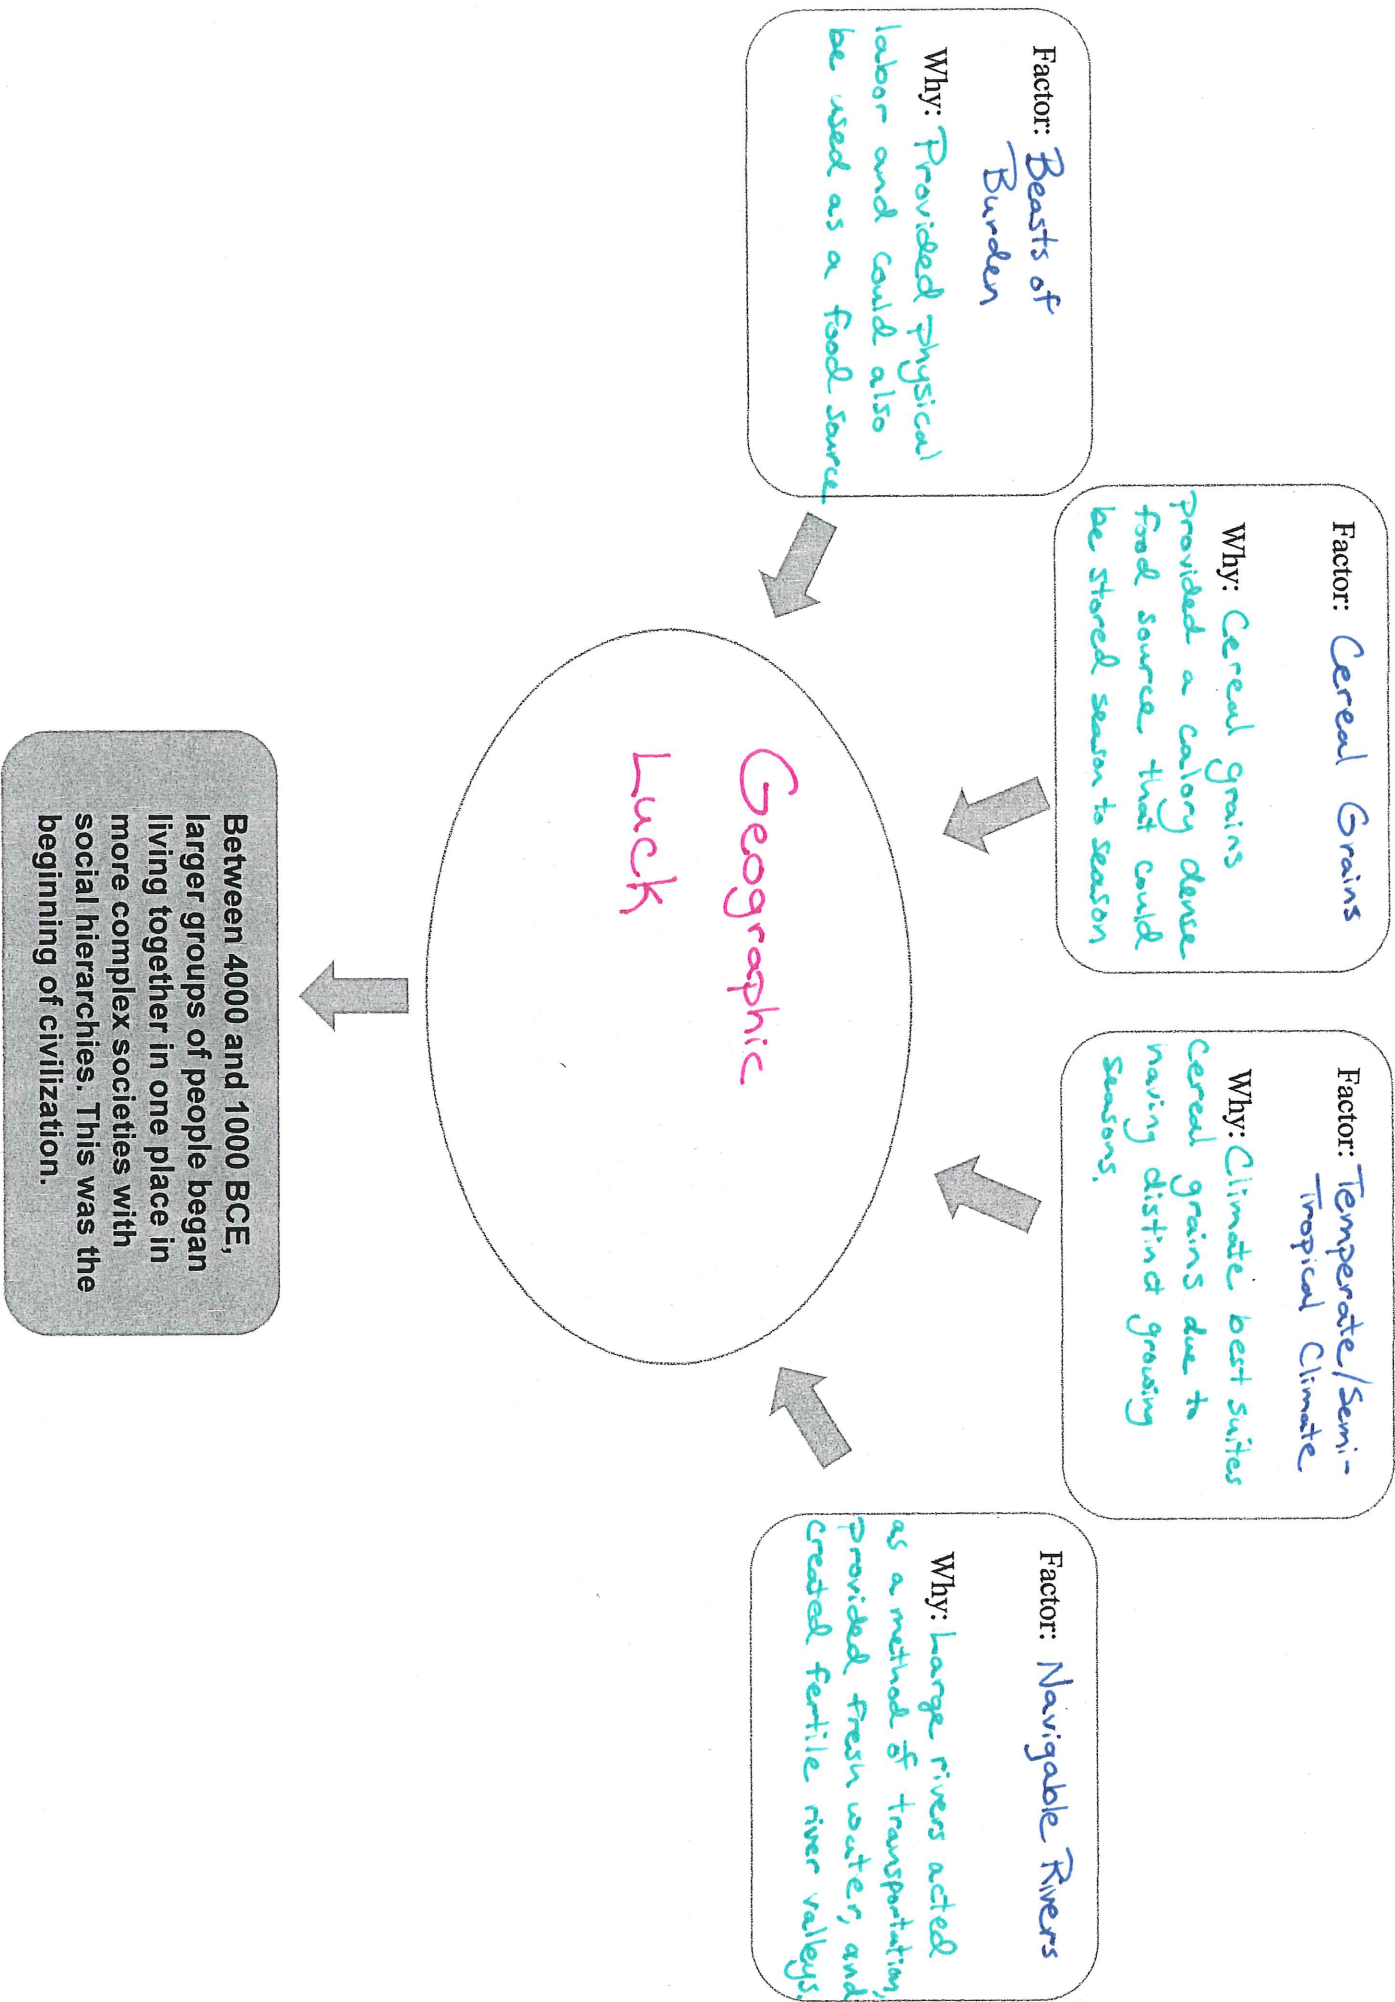 Factor: Beasts of
Burden
Why: Provided physical
labor and could also
be used as a food source
Factor: Cereal Grains
Why: Cereal grains
provided a calory dense
food source that could
be stored season to season
Factor: Temperate/Semi-
Tropical Climate
Why: Climate best suites
cereal grains due to
having distinct growing
seasons.
Factor: Navigable Rivers
Why: Large rivers acted
as a method of transportation,
provided fresh water, and
created fertile river valleys.
Geographic
Luck
Between 4000 and 1000 BCE,
larger groups of people began
living together in one place in
more complex societies with
social hierarchies. This was the
beginning of civilization.